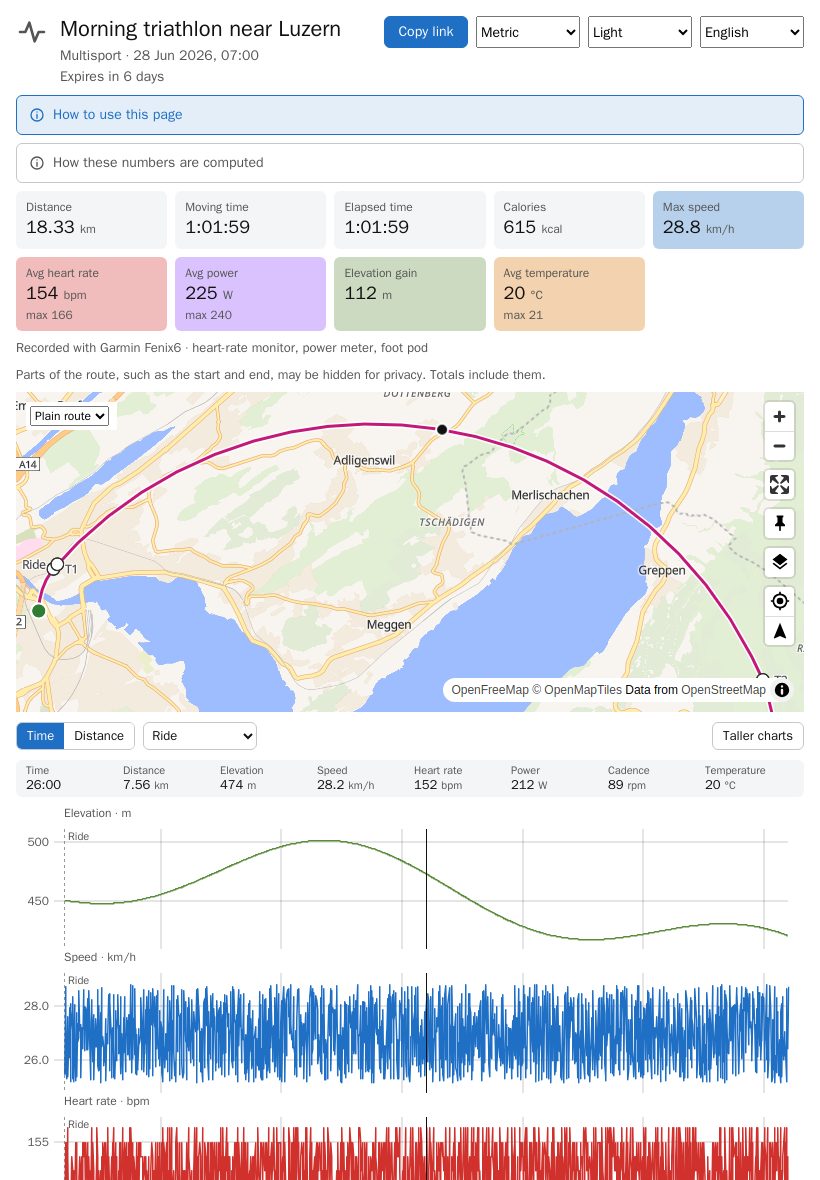 Morning triathlon near Luzern
Copy link
Metric
Light
English
Multisport · 28 Jun 2026, 07:00
Expires in 6 days
How to use this page
How these numbers are computed
Distance
18.33 km
Moving time
1:01:59
Elapsed time
1:01:59
Calories
615 kcal
Max speed
28.8 km/h
Avg heart rate
154 bpm
max 166
Avg power
225 W
max 240
Elevation gain
112 m
Avg temperature
20 °C
max 21
Recorded with Garmin Fenix6 · heart-rate monitor, power meter, foot pod
Parts of the route, such as the start and end, may be hidden for privacy. Totals include them.
Plain route
A14
Adligenswil
Merlischachen
TSCHÄDIGEN
Ride
T1
Greppen
2
Meggen
OpenFreeMap © OpenMapTiles Data from OpenStreetMap
Time
Distance
Ride
Taller charts
Time
26:00
Distance
7.56 km
Elevation
474 m
Speed
28.2 km/h
Heart rate
152 bpm
Power
212 W
Cadence
89 rpm
Temperature
20 °C
Elevation · m
Ride
500
450
Speed · km/h
Ride
28.0
26.0
Heart rate · bpm
Ride
155